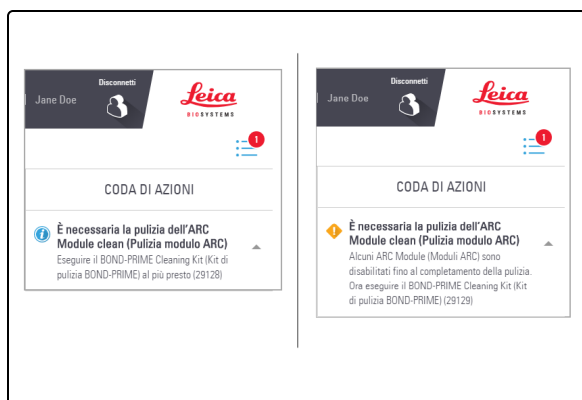 Disconnetti
Jane Doe
Leica
BIOSYSTEMS
1
CODA DI AZIONI
È necessaria la pulizia dell'ARC
Module clean (Pulizia modulo ARC)
Eseguire il BOND-PRIME Cleaning Kit (Kit di
pulizia BOND-PRIME) al più presto (29128)
Disconnetti
Jane Doe
Leica
BIOSYSTEMS
1
CODA DI AZIONI
È necessaria la pulizia dell'ARC
Module clean (Pulizia modulo ARC)
Alcuni ARC Module (Moduli ARC) sono
disabilitati fino al completamento della pulizia.
Ora eseguire il BOND-PRIME Cleaning Kit (Kit
di pulizia BOND-PRIME) (29129)